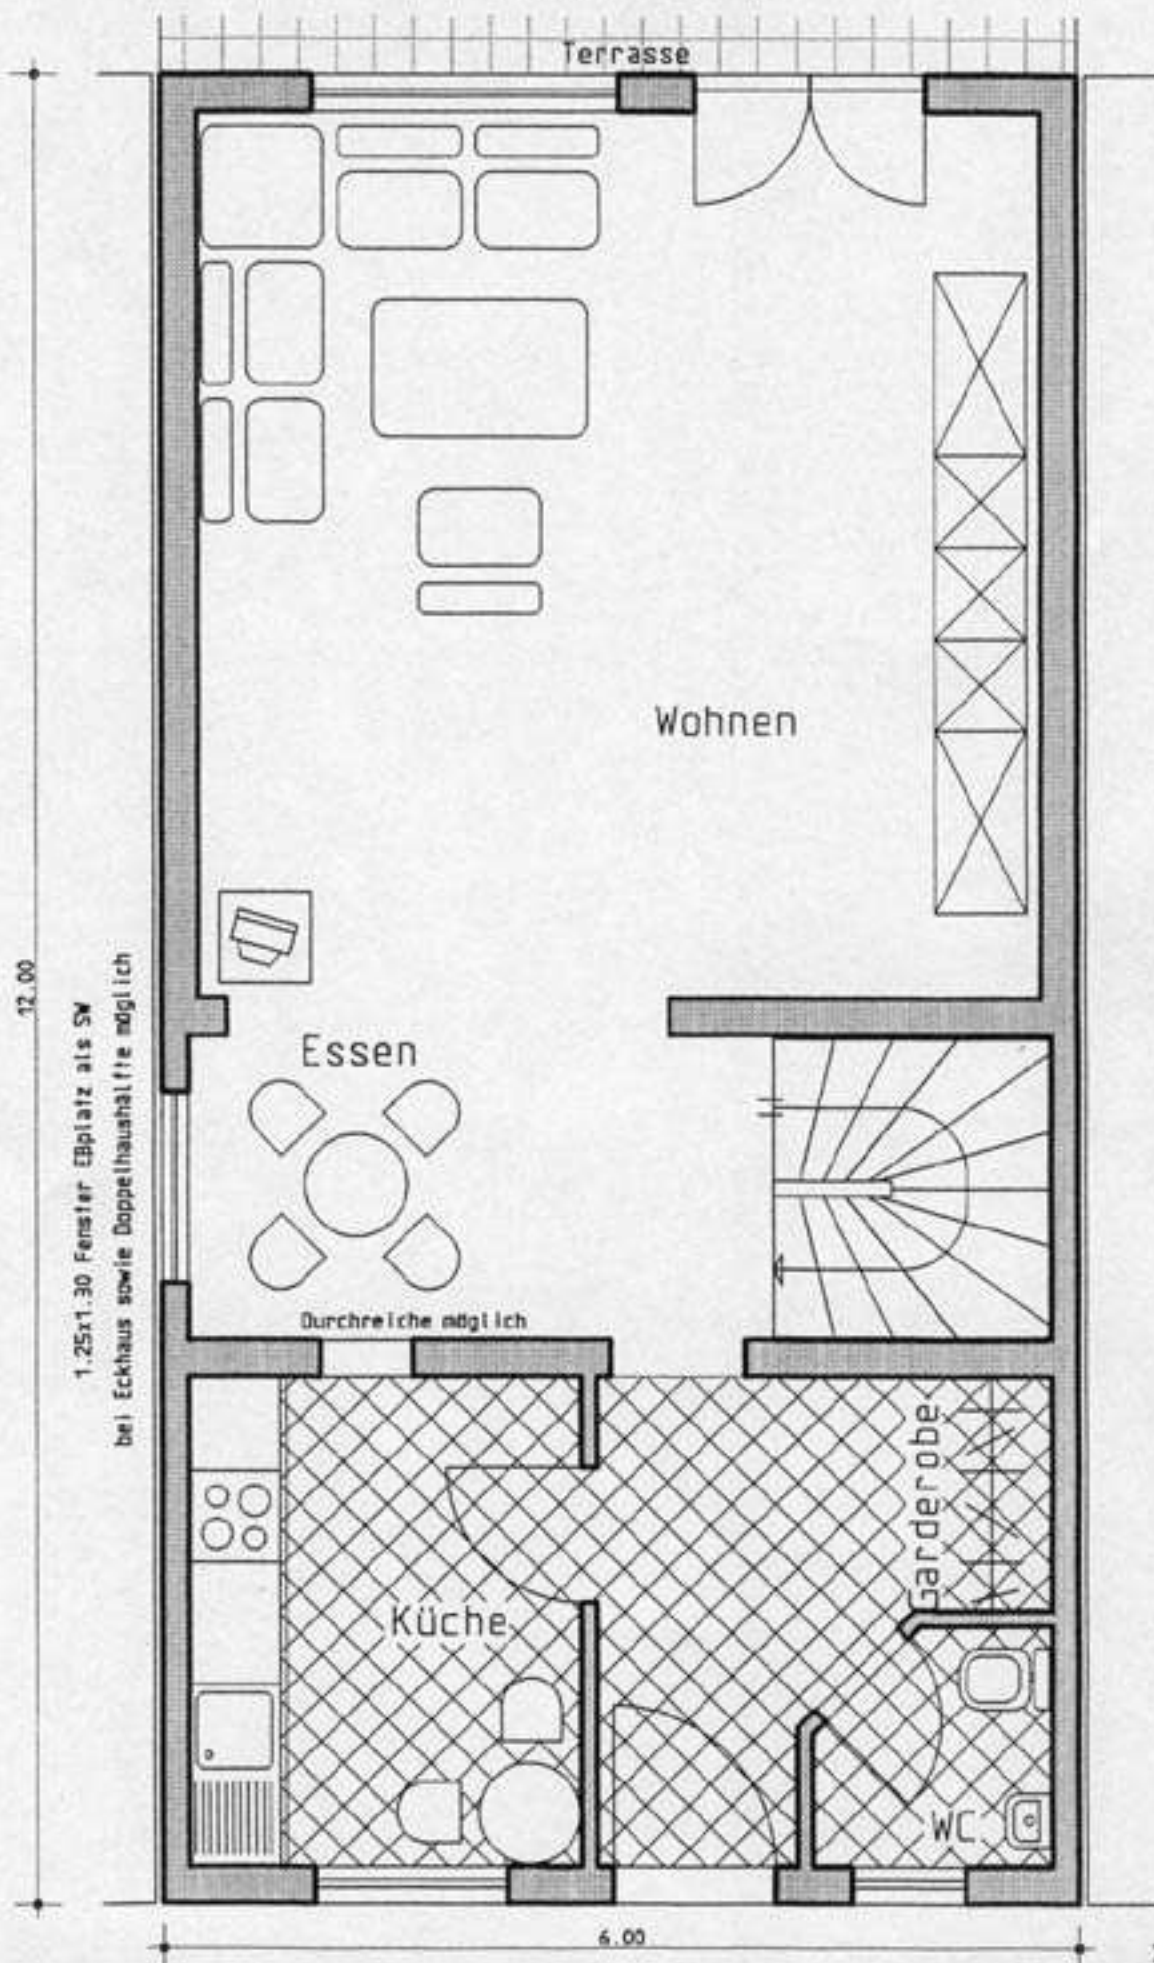 Terrasse
Wohnen
12.00
1.25x1.30 Fenster Eßplatz als SW
bei Eckhaus sowie Doppelhaushälfte möglich
Essen
Durchreiche möglich
Garderobe
Küche
WC
6.00